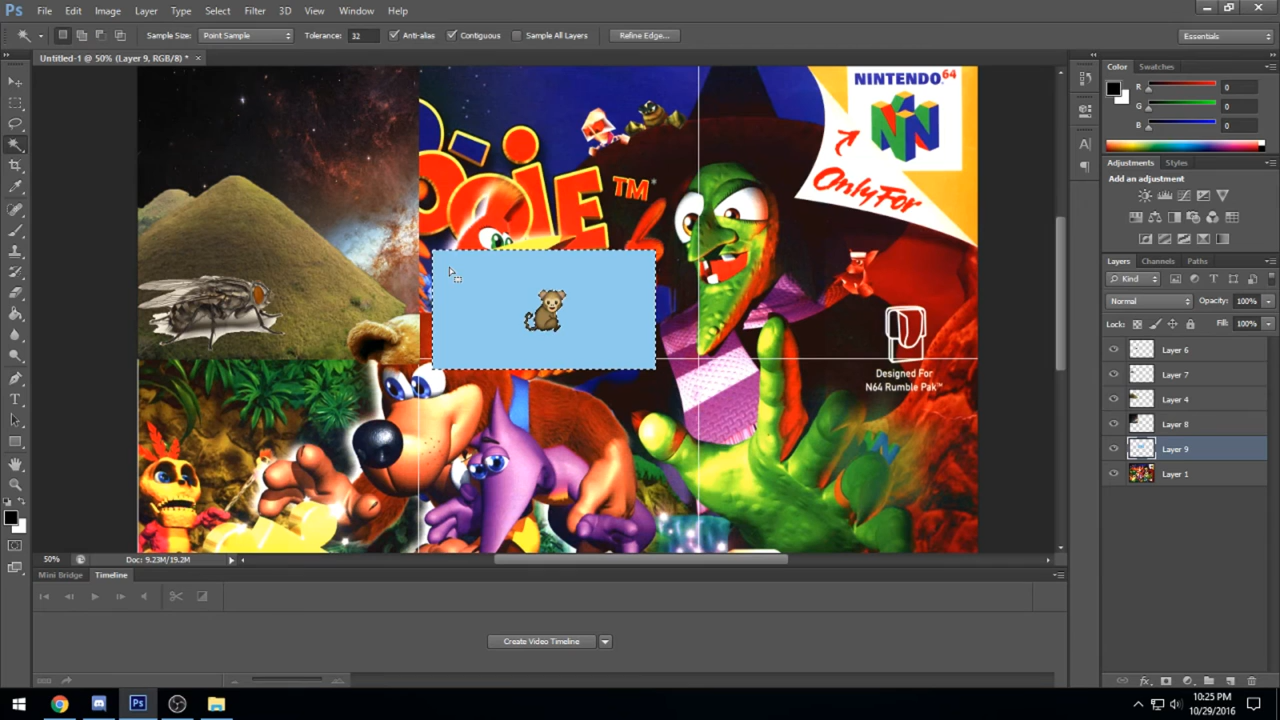 Ps File Edit Image Layer Type Select Filter 3D View Window Help
Sample Size: Point Sample Tolerance: 32 Anti-alias Contiguous Sample All Layers Refine Edge... Essentials
Untitled-1 @ 50% (Layer 9, RGB/8) * ×
Color Swatches
R 0
G 0
B 0
Adjustments Styles
Add an adjustment
Layers Channels Paths
Kind
Normal Opacity: 100%
Lock: Fill: 100%
Layer 6
Layer 7
Layer 4
Layer 8
Layer 9
Layer 1
NINTENDO 64
Only For
OOIE TM
Designed For
N64 Rumble Pak™
50% Doc: 9.23M/19.2M
Mini Bridge Timeline
Create Video Timeline
Ps
10:25 PM
10/29/2016